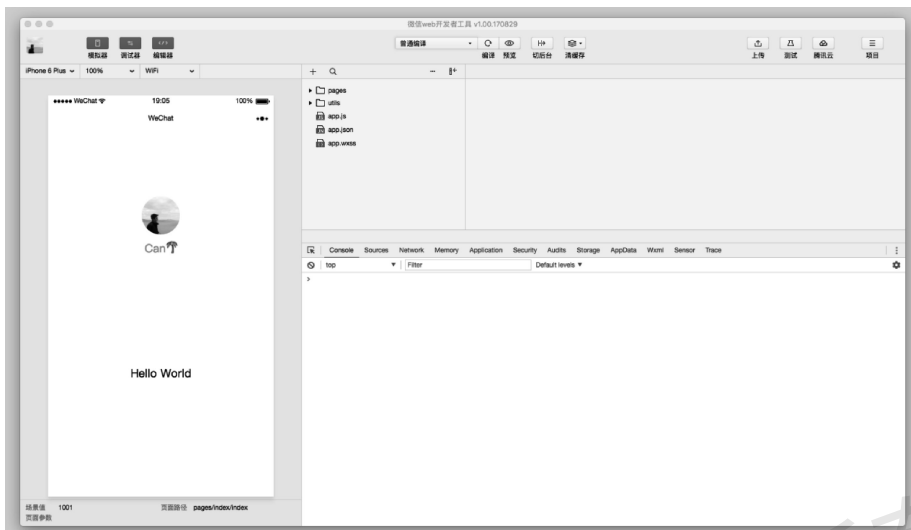 微信web开发者工具 v1.00.170829
模拟器 调试器 编辑器 普通编译 编译 预览 切后台 清缓存 上传 测试 腾讯云 项目
iPhone 6 Plus 100% WiFi
WeChat 19:05 100%
WeChat
Can
Hello World
场景值 1001 页面路径 pages/index/index
页面参数
pages
utils
app.js
app.json
app.wxss
Console Sources Network Memory Application Security Audits Storage AppData Wxml Sensor Trace
top Filter Default levels